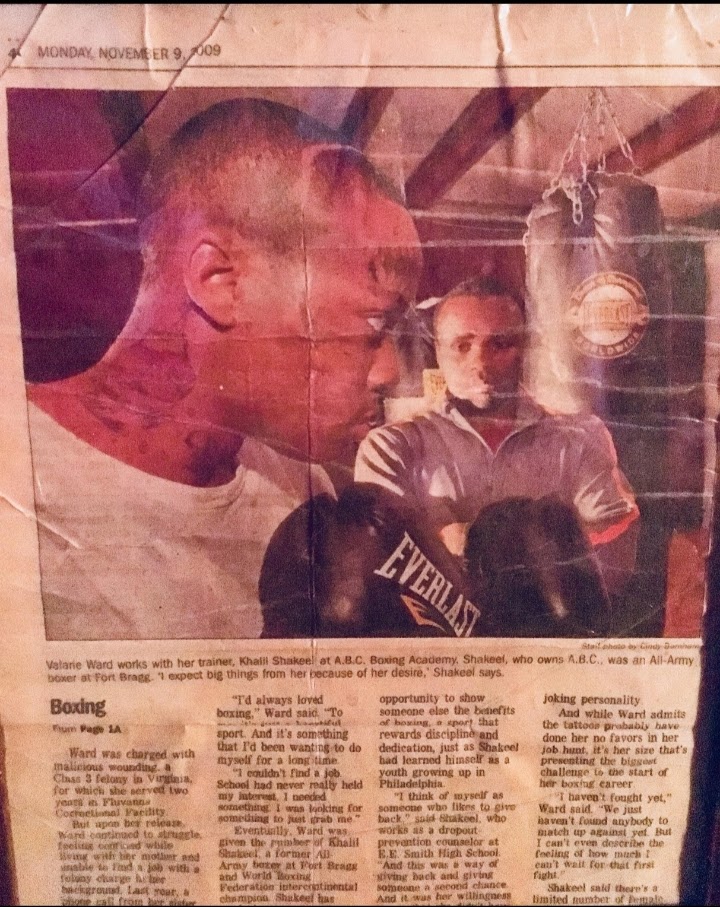 4A MONDAY, NOVEMBER 9, 2009
EVERLAST
WORLDWIDE
EVERLAST
Staff photo by Cindy
Valarie Ward works with her trainer, Khalil Shakeel at A.B.C. Boxing Academy. Shakeel, who owns A.B.C., was an All-Army
boxer at Fort Bragg. 'I expect big things from her because of her desire,' Shakeel says.
Boxing
From Page 1A
Ward was charged with
malicious wounding, a
Class 3 felony in Virginia,
for which she served two
years in Fluvanna
Correctional Facility.
But upon her release,
Ward continued to struggle,
feeling confined while
living with her mother and
unable to find a job with a
felony charge in her
background. Last year, a
phone call from her sister
"I'd always loved
boxing," Ward said. "To
me, it's just a beautiful
sport. And it's something
that I'd been wanting to do
myself for a long time.
"I couldn't find a job.
School had never really held
my interest. I needed
something. I was looking for
something to just grab me."
Eventually, Ward was
given the number of Khalil
Shakeel, a former All-
Army boxer at Fort Bragg
and World Boxing
Federation intercontinental
champion. Shakeel has
opportunity to show
someone else the benefits
of boxing, a sport that
rewards discipline and
dedication, just as Shakeel
had learned himself as a
youth growing up in
Philadelphia.
"I think of myself as
someone who likes to give
back," said Shakeel, who
works as a dropout-
prevention counselor at
E.E. Smith High School.
"And this was a way of
giving back and giving
someone a second chance.
And it was her willingness
joking personality.
And while Ward admits
the tattoos probably have
done her no favors in her
job hunt, it's her size that's
presenting the biggest
challenge to the start of
her boxing career.
"I haven't fought yet,"
Ward said. "We just
haven't found anybody to
match up against yet. But
I can't even describe the
feeling of how much I
can't wait for that first
fight."
Shakeel said there's a
limited number of female